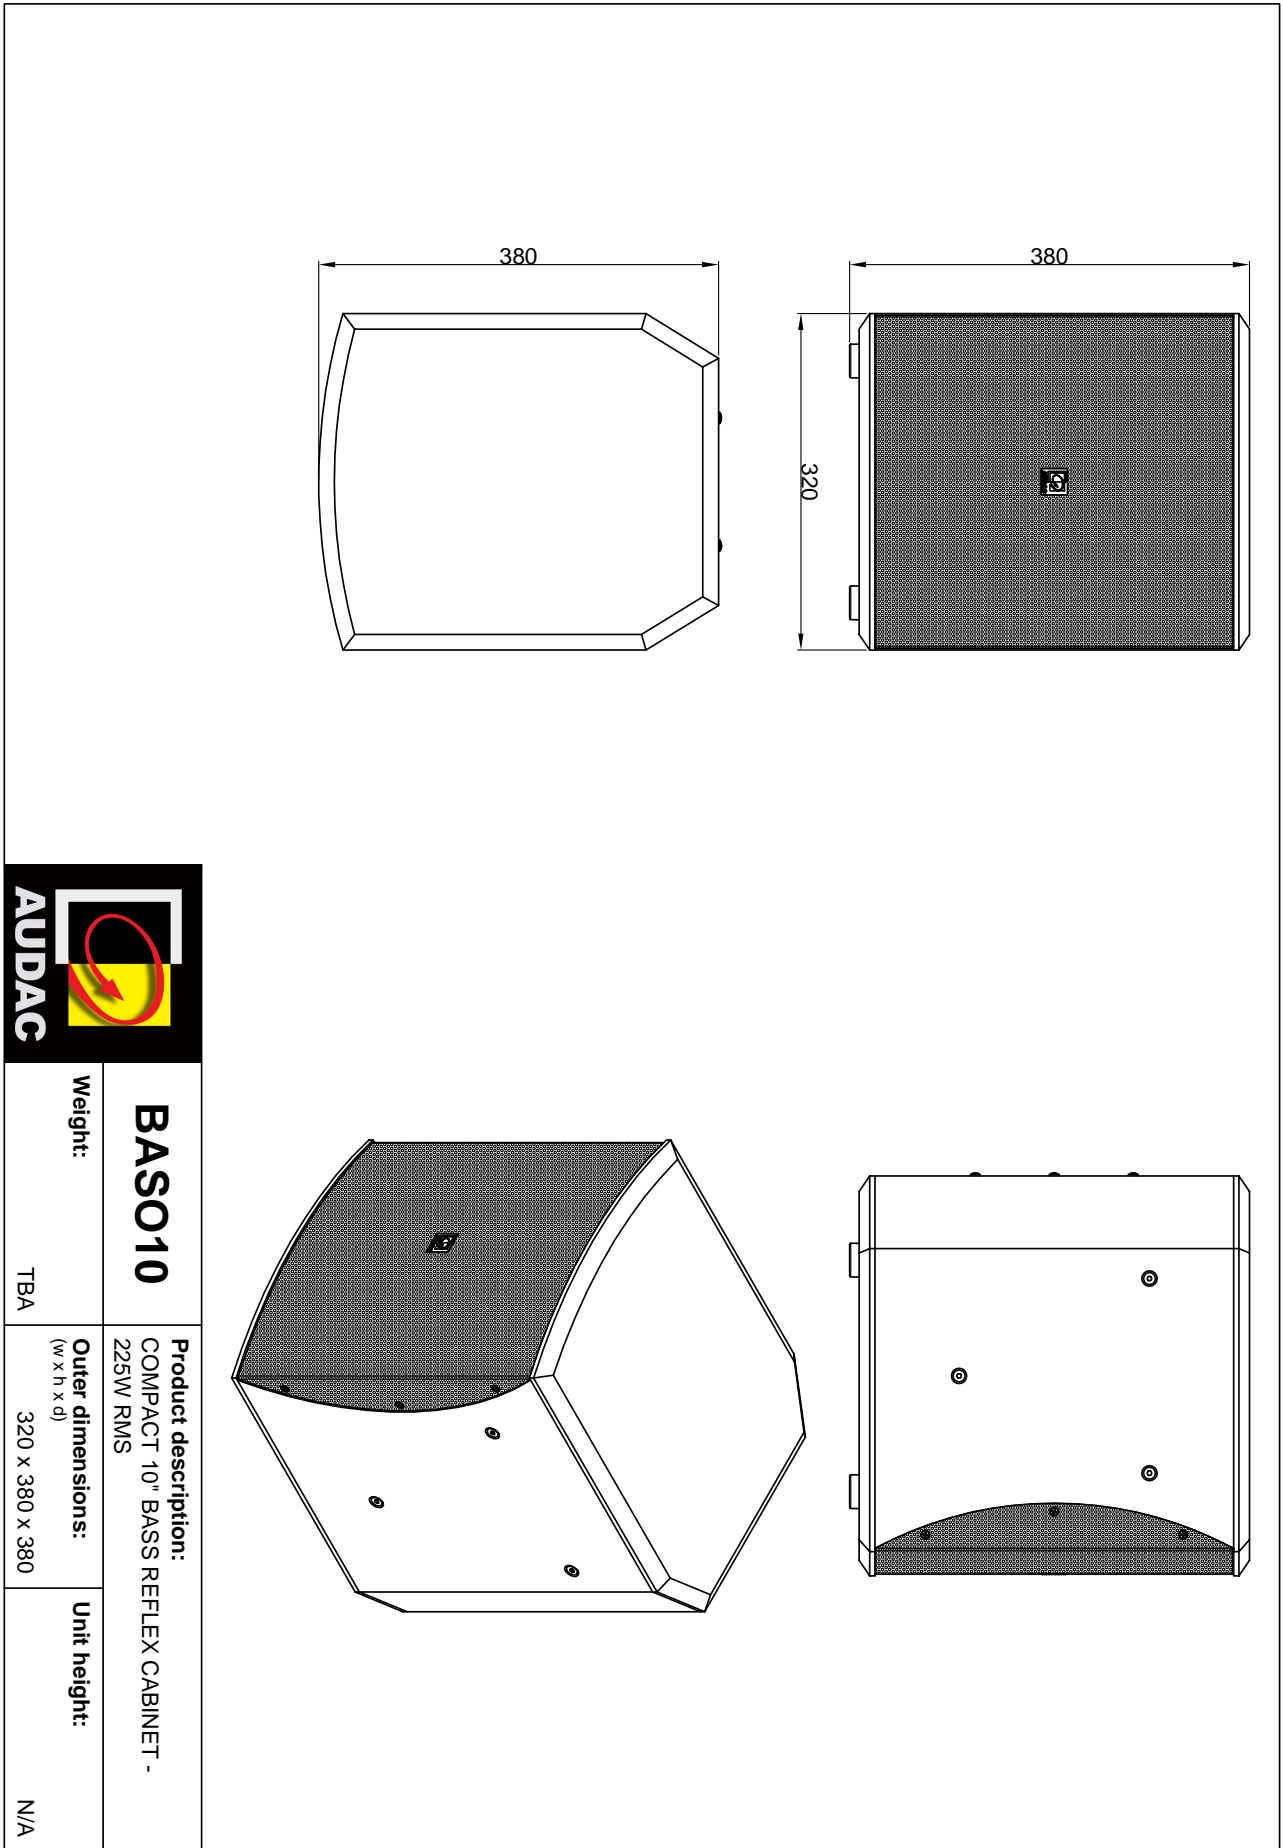 380
320
380
AUDAC
BASO10
Product description:
COMPACT 10" BASS REFLEX CABINET -
225W RMS
Weight:
TBA
Outer dimensions:
(w x h x d)
320 x 380 x 380
Unit height:
N/A